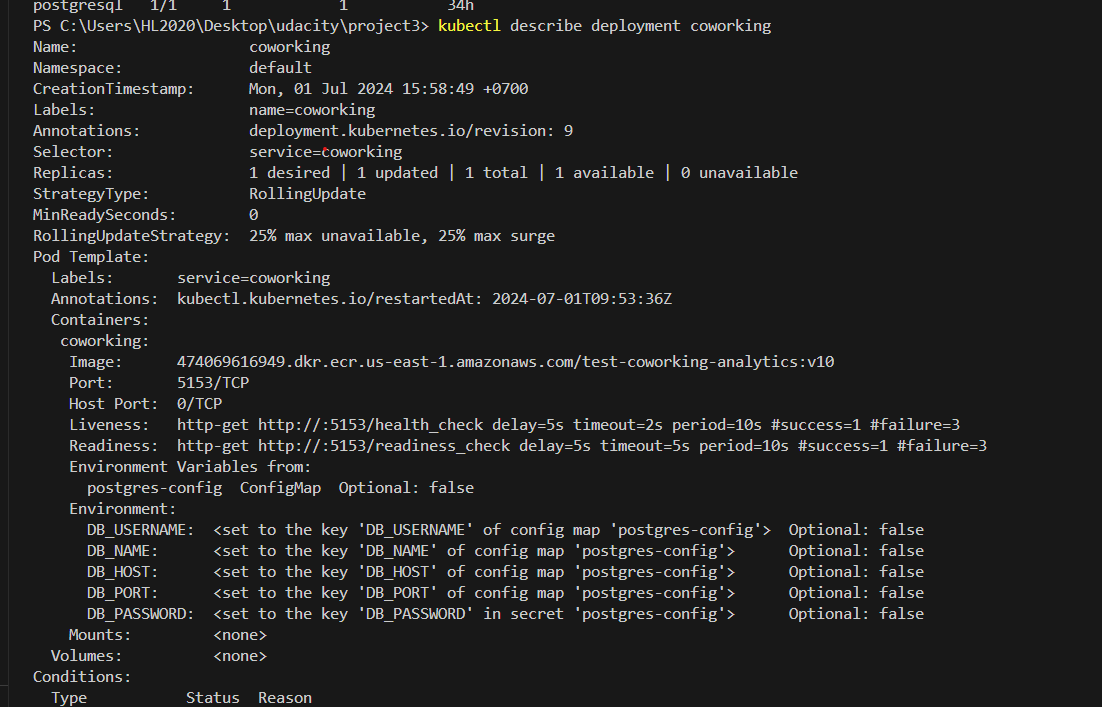 postgresql 1/1 1 1 34h
PS C:\Users\HL2020\Desktop\udacity\project3> kubectl describe deployment coworking
Name: coworking
Namespace: default
CreationTimestamp: Mon, 01 Jul 2024 15:58:49 +0700
Labels: name=coworking
Annotations: deployment.kubernetes.io/revision: 9
Selector: service=coworking
Replicas: 1 desired | 1 updated | 1 total | 1 available | 0 unavailable
StrategyType: RollingUpdate
MinReadySeconds: 0
RollingUpdateStrategy: 25% max unavailable, 25% max surge
Pod Template:
Labels: service=coworking
Annotations: kubectl.kubernetes.io/restartedAt: 2024-07-01T09:53:36Z
Containers:
coworking:
Image: 474069616949.dkr.ecr.us-east-1.amazonaws.com/test-coworking-analytics:v10
Port: 5153/TCP
Host Port: 0/TCP
Liveness: http-get http://:5153/health_check delay=5s timeout=2s period=10s #success=1 #failure=3
Readiness: http-get http://:5153/readiness_check delay=5s timeout=5s period=10s #success=1 #failure=3
Environment Variables from:
postgres-config ConfigMap Optional: false
Environment:
DB_USERNAME: <set to the key 'DB_USERNAME' of config map 'postgres-config'> Optional: false
DB_NAME: <set to the key 'DB_NAME' of config map 'postgres-config'> Optional: false
DB_HOST: <set to the key 'DB_HOST' of config map 'postgres-config'> Optional: false
DB_PORT: <set to the key 'DB_PORT' of config map 'postgres-config'> Optional: false
DB_PASSWORD: <set to the key 'DB_PASSWORD' in secret 'postgres-config'> Optional: false
Mounts: <none>
Volumes: <none>
Conditions:
Type Status Reason